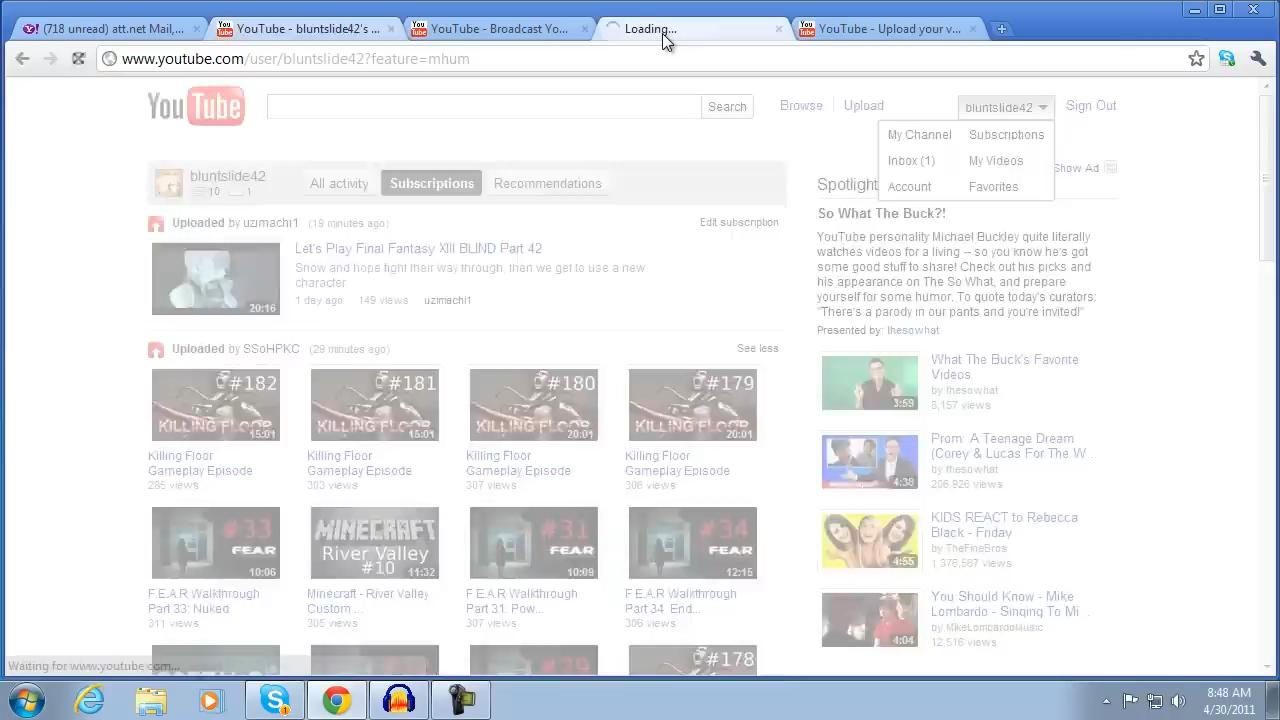 (718 unread) att.net Mail,...
YouTube - bluntslide42's ...
YouTube - Broadcast Yo...
Loading...
YouTube - Upload your v...
www.youtube.com/user/bluntslide42?feature=mhum
YouTube
Search
Browse
Upload
bluntslide42
Sign Out
My Channel
Subscriptions
Inbox (1)
My Videos
Account
Favorites
Show Ad
bluntslide42
10
1
All activity
Subscriptions
Recommendations
Uploaded by uzimachi1 (19 minutes ago)
Edit subscription
Let's Play Final Fantasy XIII BLIND Part 42
Snow and hope fight their way through, then we get to use a new
character
1 day ago 149 views uzimachi1
20:16
Uploaded by SSoHPKC (29 minutes ago)
See less
#182
KILLING FLOOR
15:01
Killing Floor
Gameplay Episode
285 views
#181
KILLING FLOOR
15:01
Killing Floor
Gameplay Episode
303 views
#180
KILLING FLOOR
20:01
Killing Floor
Gameplay Episode
307 views
#179
KILLING FLOOR
20:01
Killing Floor
Gameplay Episode
306 views
FEAR
10:06
F.E.A.R Walkthrough
Part 33: Nuked
311 views
MINECRAFT
River Valley
#10
11:32
Minecraft - River Valley
Custom ...
305 views
#31
FEAR
10:09
F.E.A.R Walkthrough
Part 31. Pow...
307 views
FEAR
12:15
F.E.A.R Walkthrough
Part 34. End...
306 views
#178
Spotlight
So What The Buck?!
YouTube personality Michael Buckley quite literally
watches videos for a living -- so you know he's got
some good stuff to share! Check out his picks and
his appearance on The So What, and prepare
yourself for some humor. To quote today's curators:
"There's a parody in our pants and you're invited!"
Presented by: thesowhat
3:59
What The Buck's Favorite
Videos
by thesowhat
8,157 views
4:38
Prom: A Teenage Dream
(Corey & Lucas For The W...
by thesowhat
206,926 views
4:55
KIDS REACT to Rebecca
Black - Friday
by TheFineBros
1,376,567 views
4:04
You Should Know - Mike
Lombardo - Singing To Mi...
by MikeLombardoMusic
12,516 views
Waiting for www.youtube.com...
8:48 AM
4/30/2011